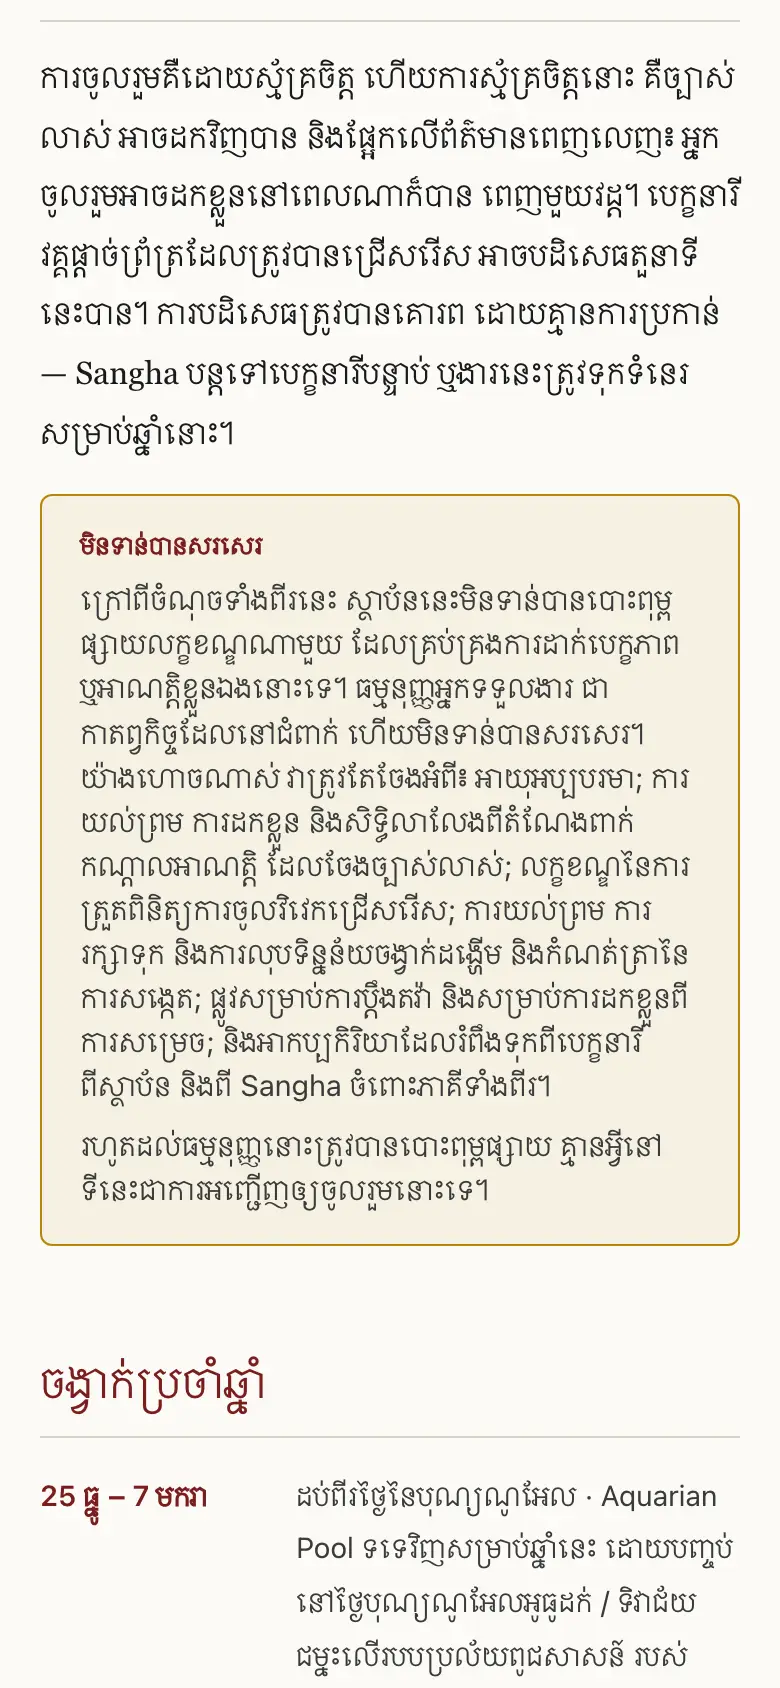 ការចូលរួមគឺដោយស្ម័គ្រចិត្ត ហើយការស្ម័គ្រចិត្តនោះ គឺច្បាស់
លាស់ អាចដកវិញបាន និងផ្អែកលើព័ត៌មានពេញលេញ៖ អ្នក
ចូលរួមអាចដកខ្លួននៅពេលណាក៏បាន ពេញមួយវដ្ត។ បេក្ខនារី
វគ្គផ្ដាច់ព្រ័ត្រដែលត្រូវបានជ្រើសរើស អាចបដិសេធតួនាទី
នេះបាន។ ការបដិសេធត្រូវបានគោរព ដោយគ្មានការប្រកាន់
— Sangha បន្តទៅបេក្ខនារីបន្ទាប់ ឬងារនេះត្រូវទុកទំនេរ
សម្រាប់ឆ្នាំនោះ។
មិនទាន់បានសរសេរ
ក្រៅពីចំណុចទាំងពីរនេះ ស្ថាប័ននេះមិនទាន់បានបោះពុម្ព
ផ្សាយលក្ខខណ្ឌណាមួយ ដែលគ្រប់គ្រងការដាក់បេក្ខភាព
ឬអាណត្តិខ្លួនឯងនោះទេ។ ធម្មនុញ្ញអ្នកទទួលងារ ជា
កាតព្វកិច្ចដែលនៅជំពាក់ ហើយមិនទាន់បានសរសេរ។
យ៉ាងហោចណាស់ វាត្រូវតែចែងអំពី៖ អាយុអប្បបរមា; ការ
យល់ព្រម ការដកខ្លួន និងសិទ្ធិលាលែងពីតំណែងពាក់
កណ្ដាលអាណត្តិ ដែលចែងច្បាស់លាស់; លក្ខខណ្ឌនៃការ
ត្រួតពិនិត្យការចូលវិវេកជ្រើសរើស; ការយល់ព្រម ការ
រក្សាទុក និងការលុបទិន្នន័យចង្វាក់ដង្ហើម និងកំណត់ត្រានៃ
ការសង្កេត; ផ្លូវសម្រាប់ការប្ដឹងតវ៉ា និងសម្រាប់ការដកខ្លួនពី
ការសម្រេច; និងអាកប្បកិរិយាដែលរំពឹងទុកពីបេក្ខនារី
ពីស្ថាប័ន និងពី Sangha ចំពោះភាគីទាំងពីរ។
រហូតដល់ធម្មនុញ្ញនោះត្រូវបានបោះពុម្ពផ្សាយ គ្មានអ្វីនៅ
ទីនេះជាការអញ្ជើញឲ្យចូលរួមនោះទេ។
ចង្វាក់ប្រចាំឆ្នាំ
25 ធ្នូ – 7 មករា
ដប់ពីរថ្ងៃនៃបុណ្យណូអែល · Aquarian
Pool ទទេវិញសម្រាប់ឆ្នាំនេះ ដោយបញ្ចប់
នៅថ្ងៃបុណ្យណូអែលអូធូដក់ / ទិវាជ័យ
ជម្នះលើរបបប្រល័យពូជសាសន៍ របស់